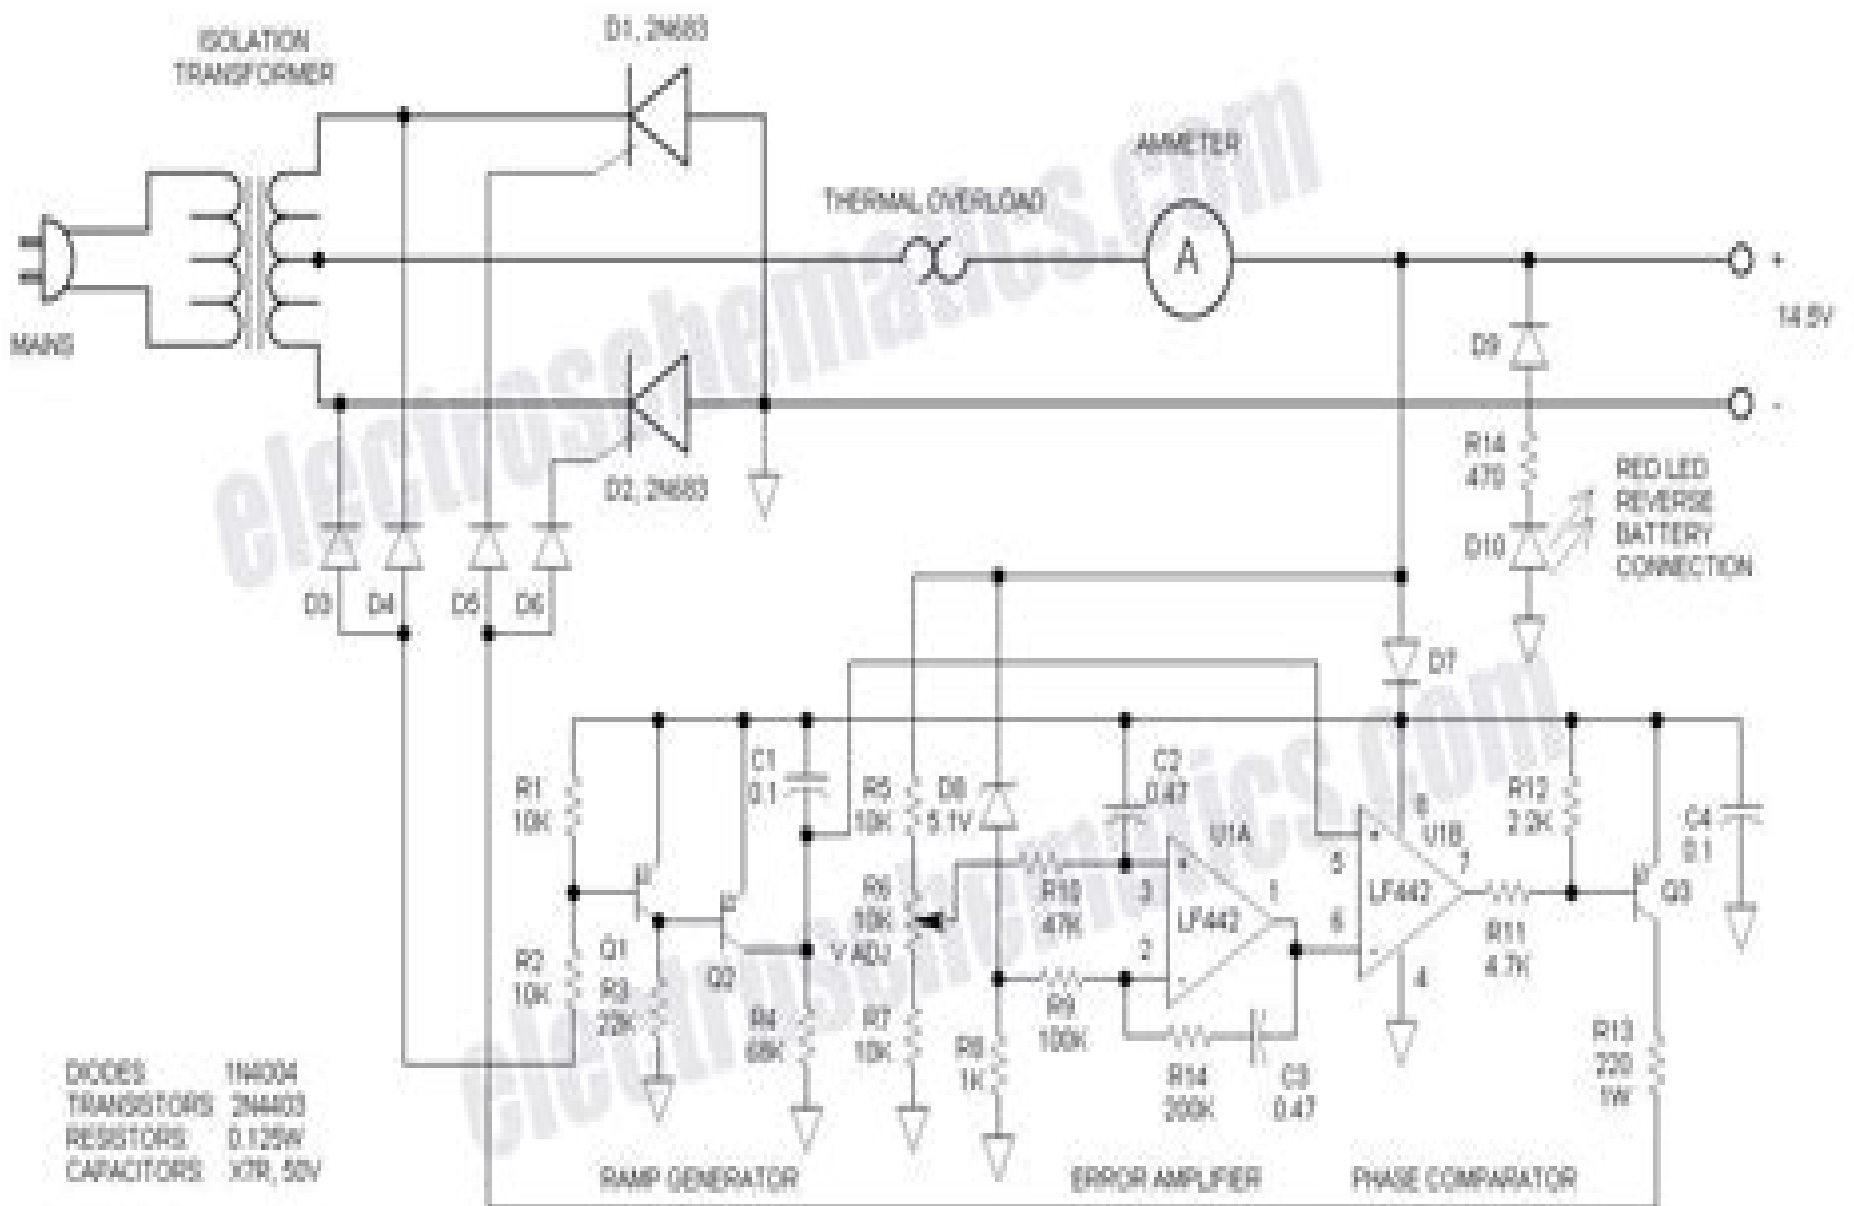 ISOLATION
TRANSFORMER
D1, 2N683
AMMETER
THERMAL OVERLOAD
A
+
14.5V
MAINS
-
D9
R14
470
D10
RED LED
REVERSE
BATTERY
CONNECTION
D2, 2N683
D3
D4
D5
D6
D7
R1
10K
C1
0.1
R5
10K
D8
5.1V
C2
0.47
U1A
8
U1B
R12
2.2K
C4
0.1
R6
10K
V ADJ
R10
47K
3
LF442
1
5
LF442
7
Q3
2
6
R11
4.7K
R2
10K
Q1
Q2
R3
22K
R4
68K
R7
10K
R8
1K
R9
100K
R14
200K
C3
0.47
4
R13
220
1W
DIODES 1N4004
TRANSISTORS 2N4403
RESISTORS 0.125W
CAPACITORS X7R, 50V
RAMP GENERATOR
ERROR AMPLIFIER
PHASE COMPARATOR
electroschematics.com
electroschematics.com